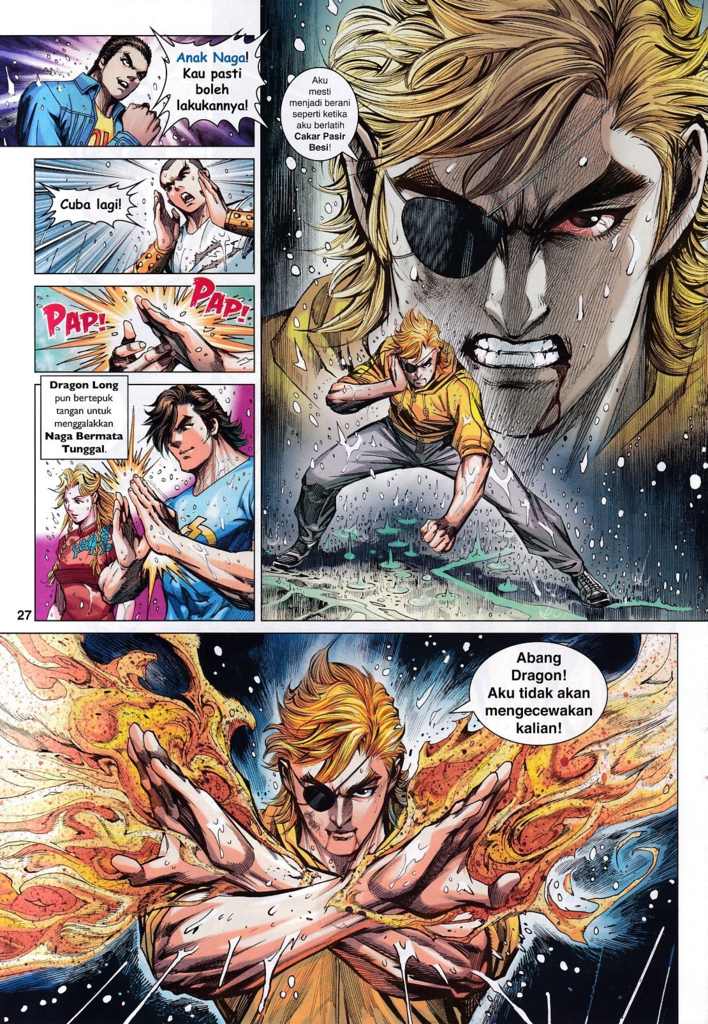 Anak Naga!
Kau pasti
boleh
lakukannya!
Aku
mesti
menjadi berani
seperti ketika
aku berlatih
Cakar Pasir
Besi!
Cuba lagi!
PAP!
PAP!
Dragon Long
pun bertepuk
tangan untuk
menggalakkan
Naga Bermata
Tunggal.
27
Abang
Dragon!
Aku tidak akan
mengecewakan
kalian!